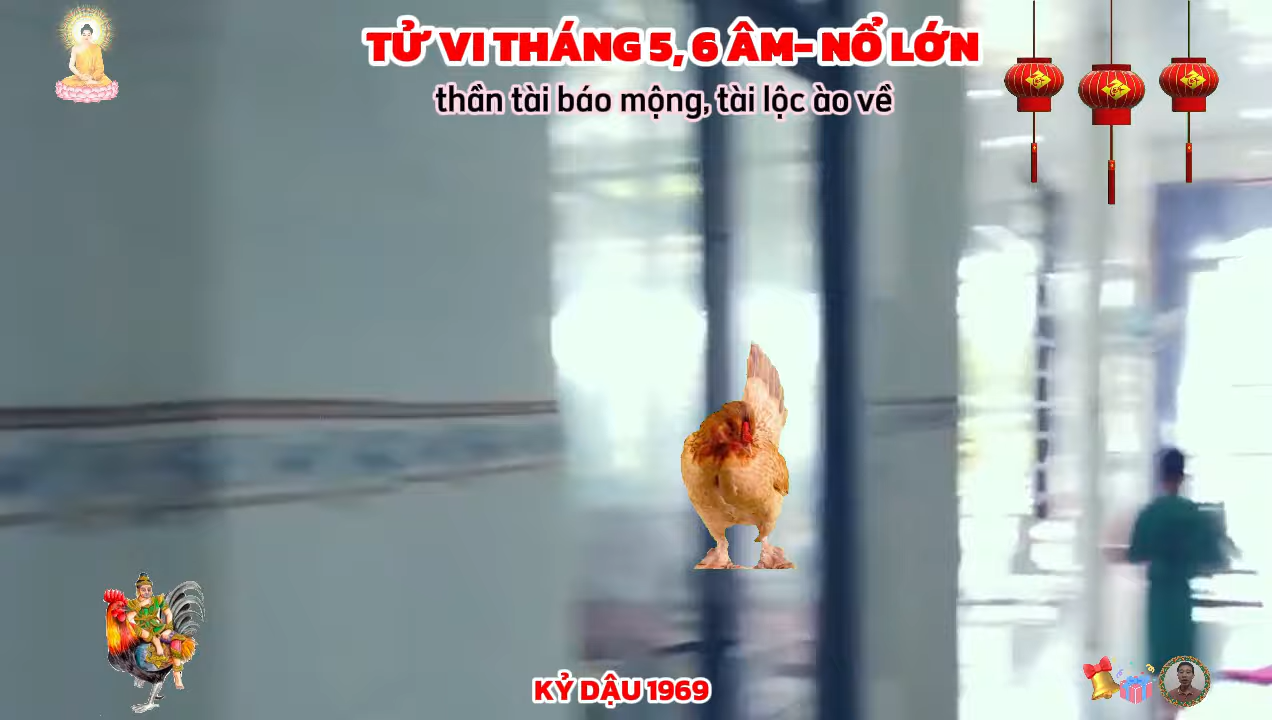 TỬ VI THÁNG 5, 6 ÂM- NỔ LỚN
thần tài báo mộng, tài lộc ào về
KỶ DẬU 1969